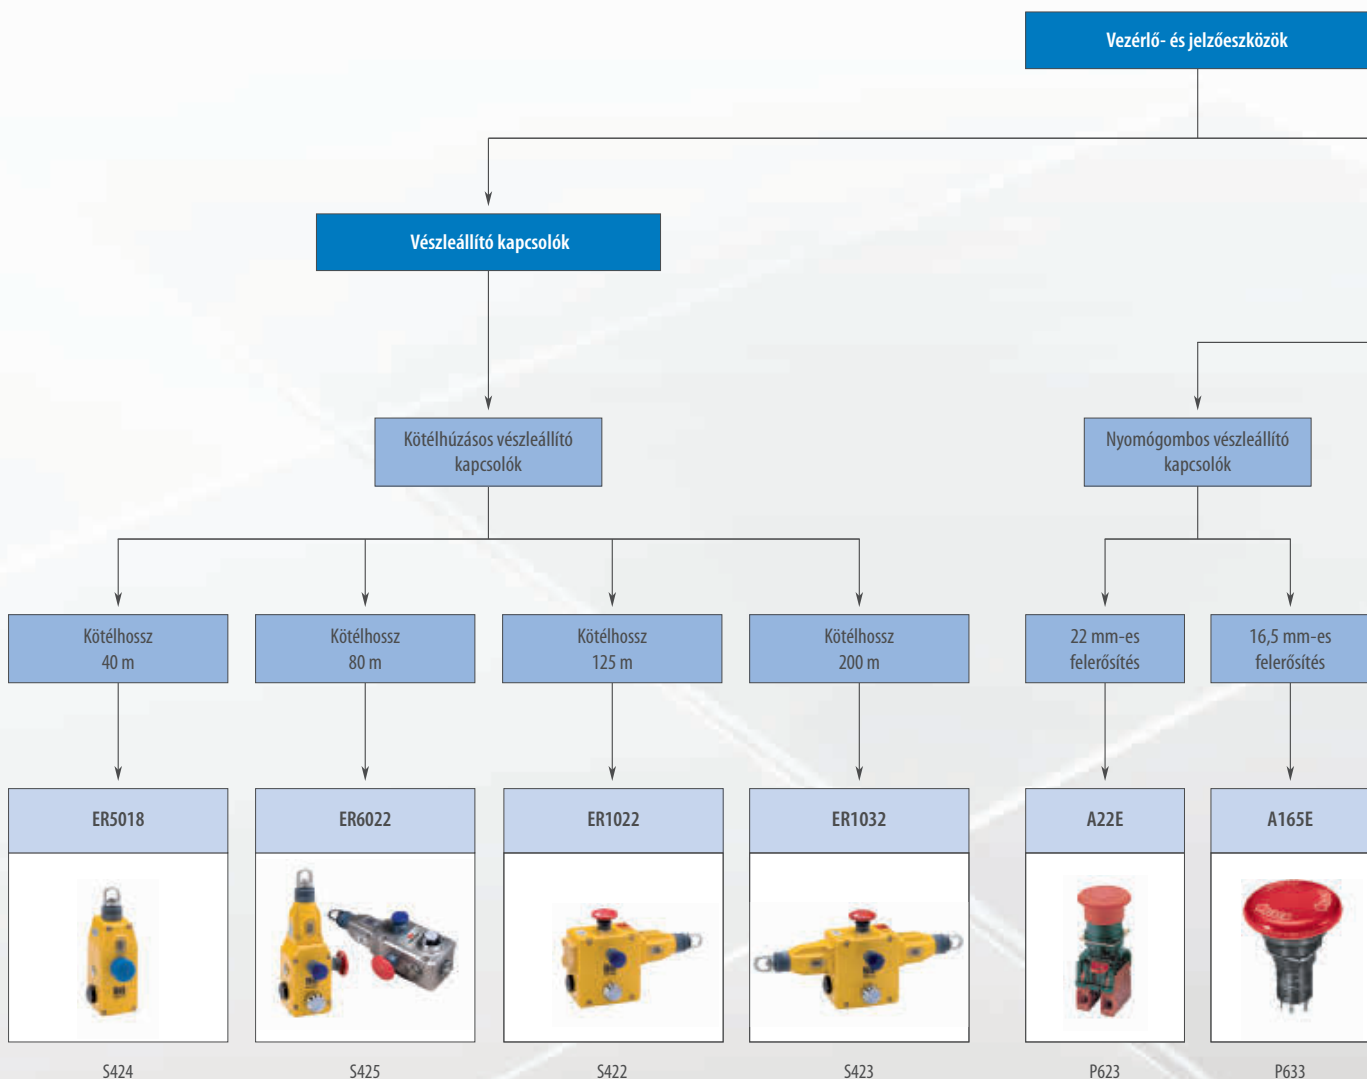 Vezérlő- és jelzőeszközök
Vészleállító kapcsolók
Kötélhúzásos vészleállító
kapcsolók
Nyomógombos vészleállító
kapcsolók
Kötélhossz
40 m
Kötélhossz
80 m
Kötélhossz
125 m
Kötélhossz
200 m
22 mm-es
felerősítés
16,5 mm-es
felerősítés
ER5018
ER6022
ER1022
ER1032
A22E
A165E
S424
S425
S422
S423
P623
P633